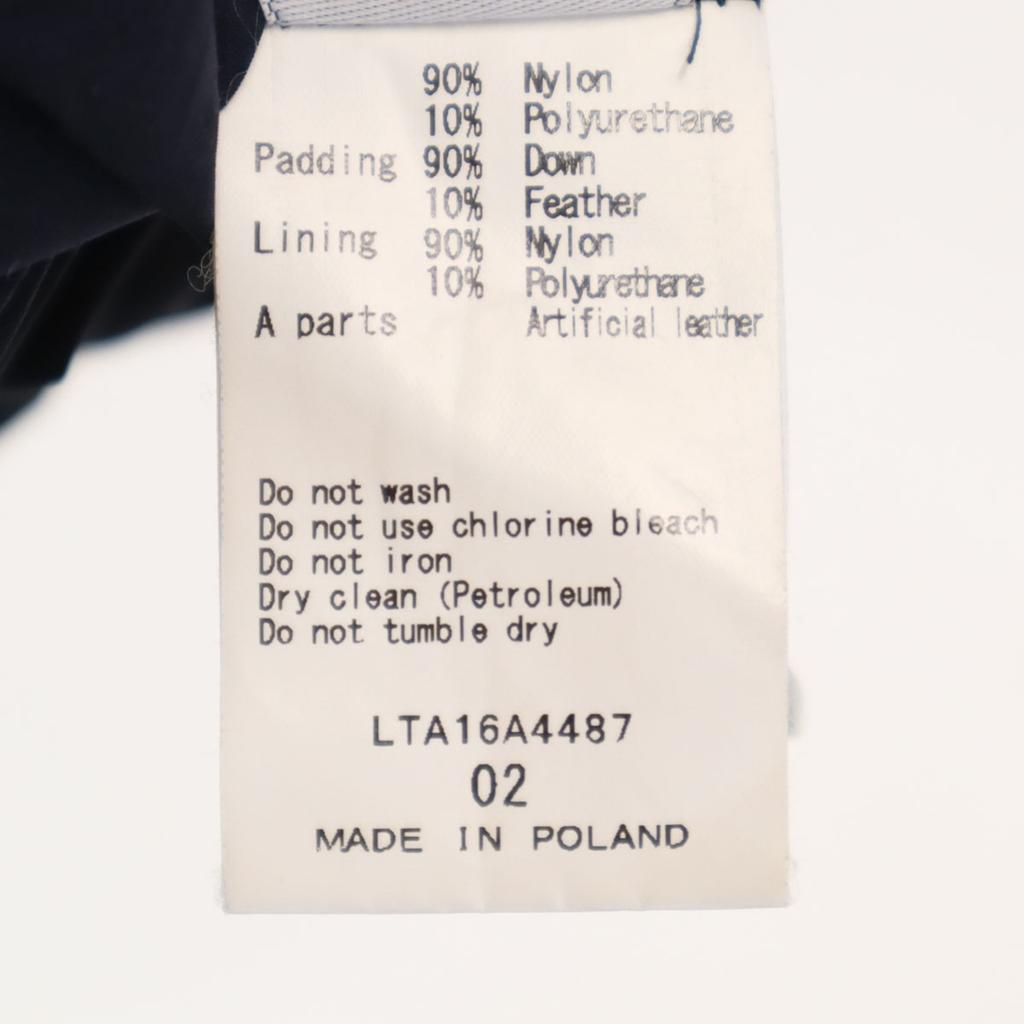 90% Nylon
10% Polyurethane
Padding 90% Down
10% Feather
Lining 90% Nylon
10% Polyurethane
A parts Artificial leather
Do not wash
Do not use chlorine bleach
Do not iron
Dry clean (Petroleum)
Do not tumble dry
LTA16A4487
02
MADE IN POLAND